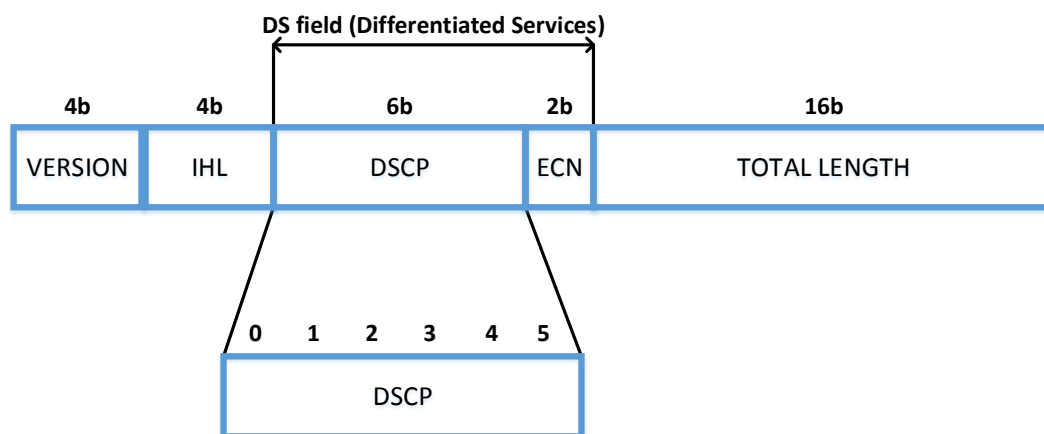 DS field (Differentiated Services)
4b 4b 6b 2b 16b
VERSION IHL DSCP ECN TOTAL LENGTH
0 1 2 3 4 5
DSCP